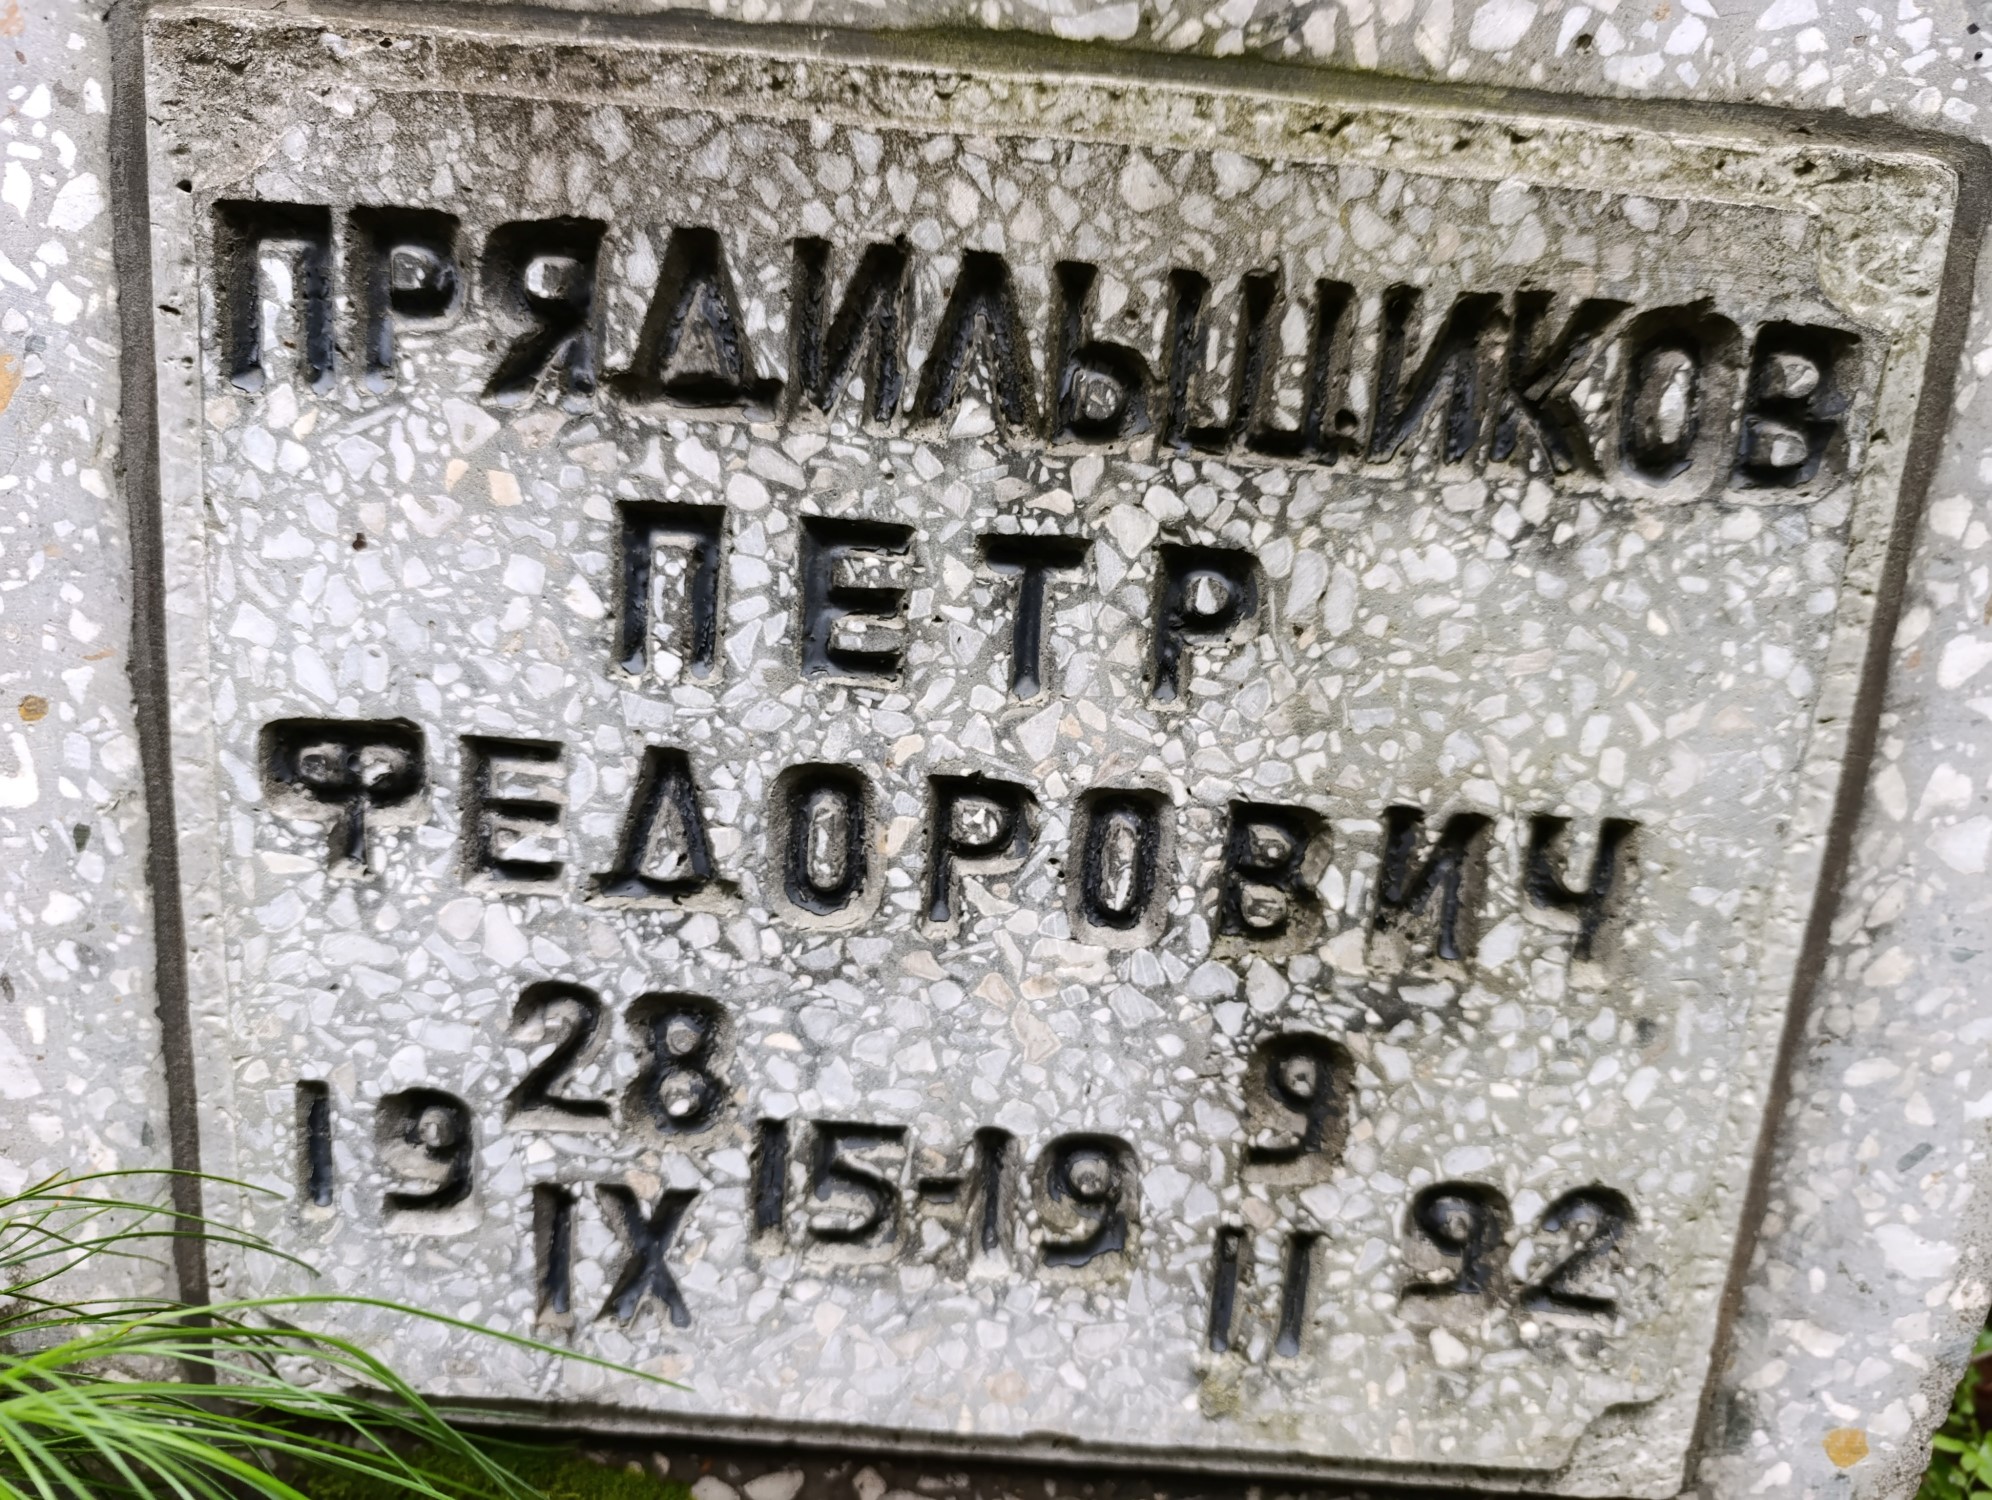 ПРЯДИЛЬЩИКОВ
ПЕТР
ФЕДОРОВИЧ
19 28 IX 15-19 9 II 92